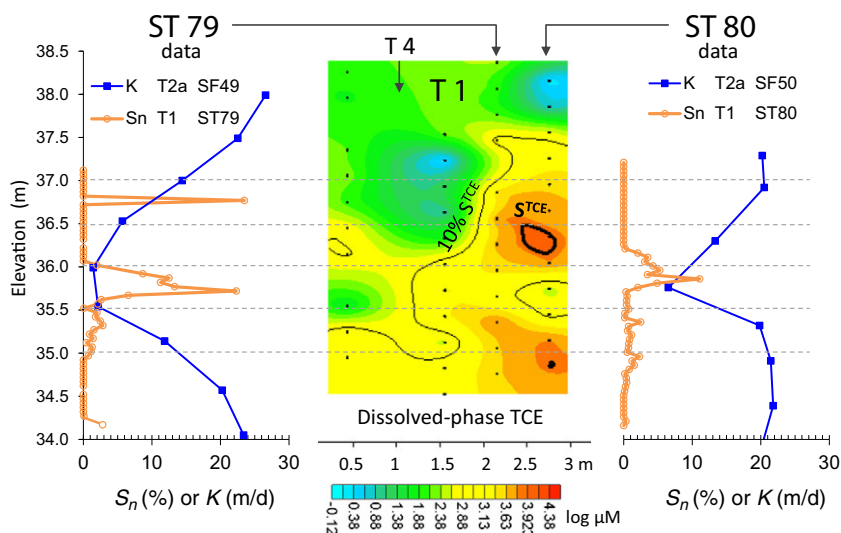 ST 79
data
T 4
ST 80
data
K T2a SF49
Sn T1 ST79
T 1
K T2a SF50
Sn T1 ST80
38.5
38.0
37.5
37.0
36.5
36.0
35.5
35.0
34.5
34.0
Elevation (m)
10% S^TCE
S^TCE
Dissolved-phase TCE
0 10 20 30
0.5 1 1.5 2 2.5 3 m
0 10 20 30
Sn (%) or K (m/d)
Sn (%) or K (m/d)
-0.12 0.38 0.88 1.38 1.88 2.38 2.88 3.13 3.63 3.923 4.38
log µM